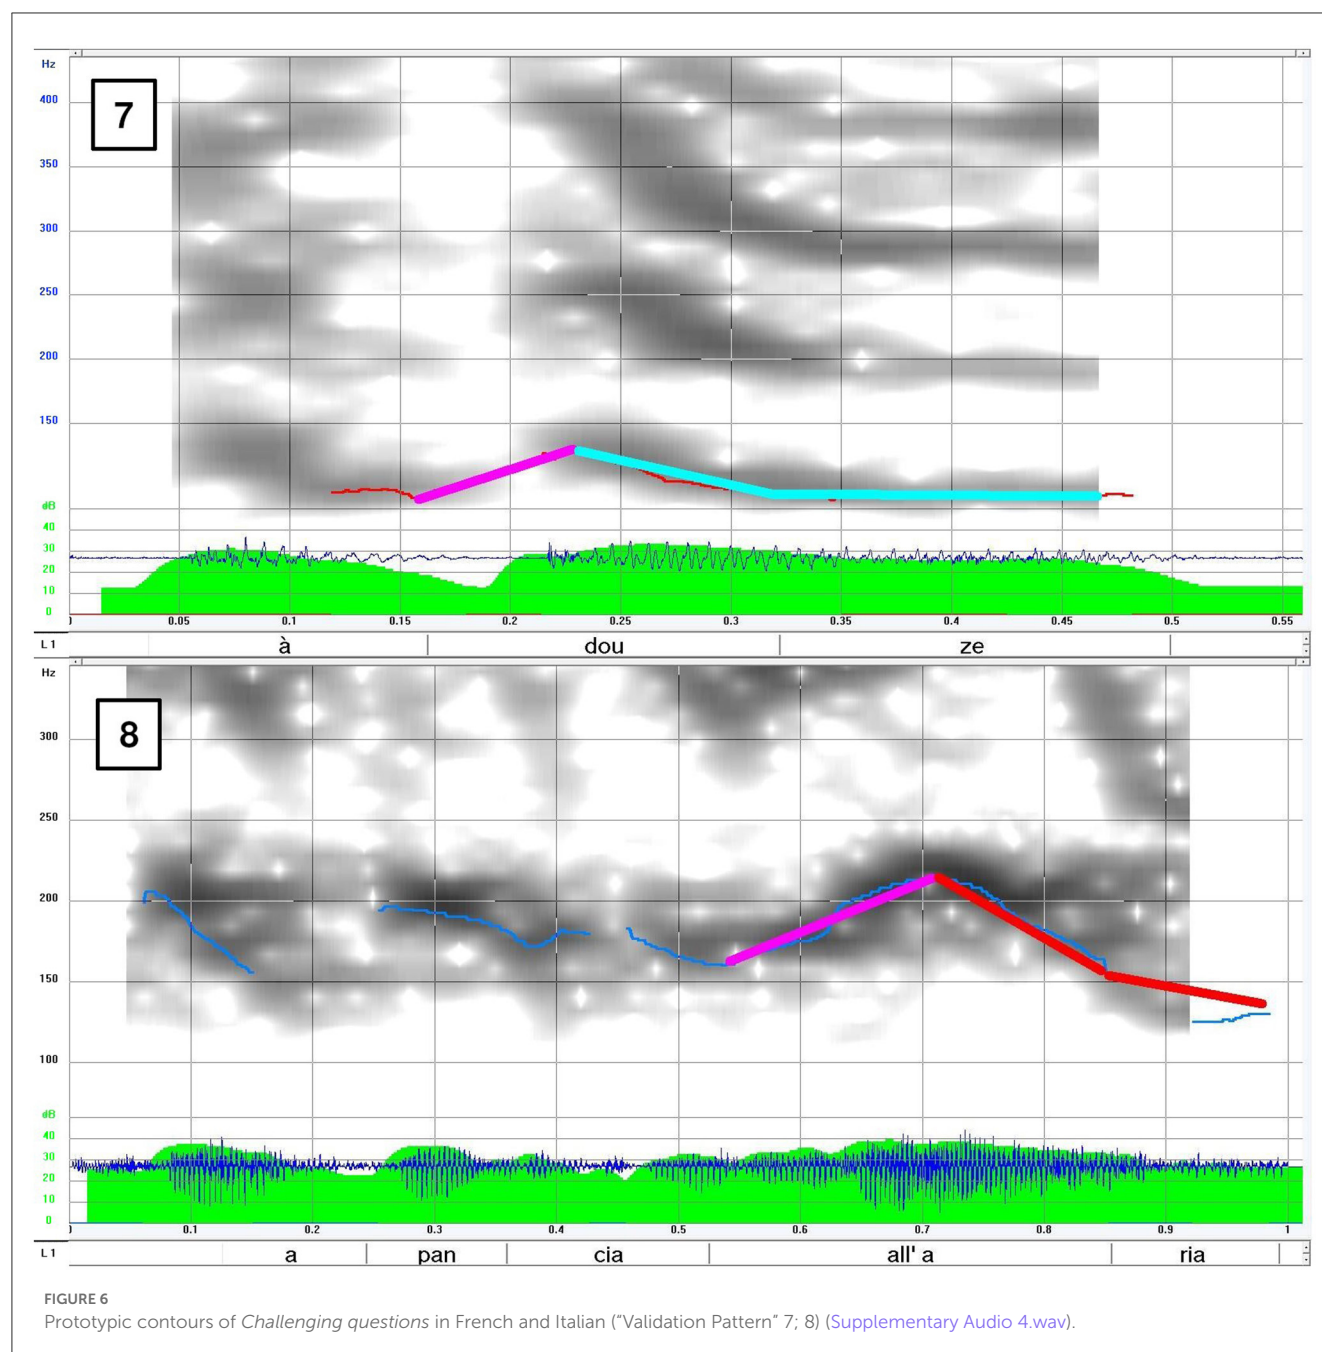 Hz
7
400
350
300
250
200
150
dB
40
30
20
10
0
0.05 0.1 0.15 0.2 0.25 0.3 0.35 0.4 0.45 0.5 0.55
L 1 à dou ze
Hz
8
300
250
200
150
100
dB
40
30
20
10
0
0.1 0.2 0.3 0.4 0.5 0.6 0.7 0.8 0.9 1
L 1 a pan cia all' a ria
FIGURE 6
Prototypic contours of Challenging questions in French and Italian (“Validation Pattern” 7; 8) (Supplementary Audio 4.wav).